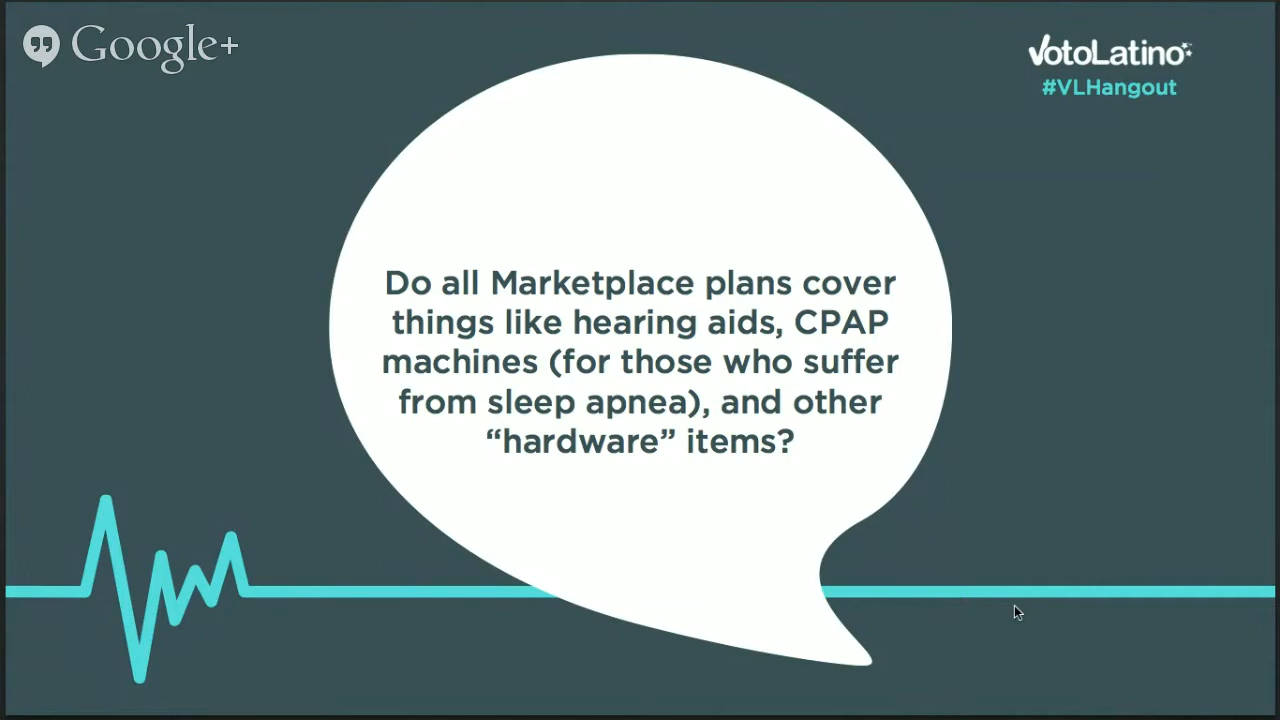 Google+
VotoLatino
#VLHangout
Do all Marketplace plans cover
things like hearing aids, CPAP
machines (for those who suffer
from sleep apnea), and other
“hardware” items?